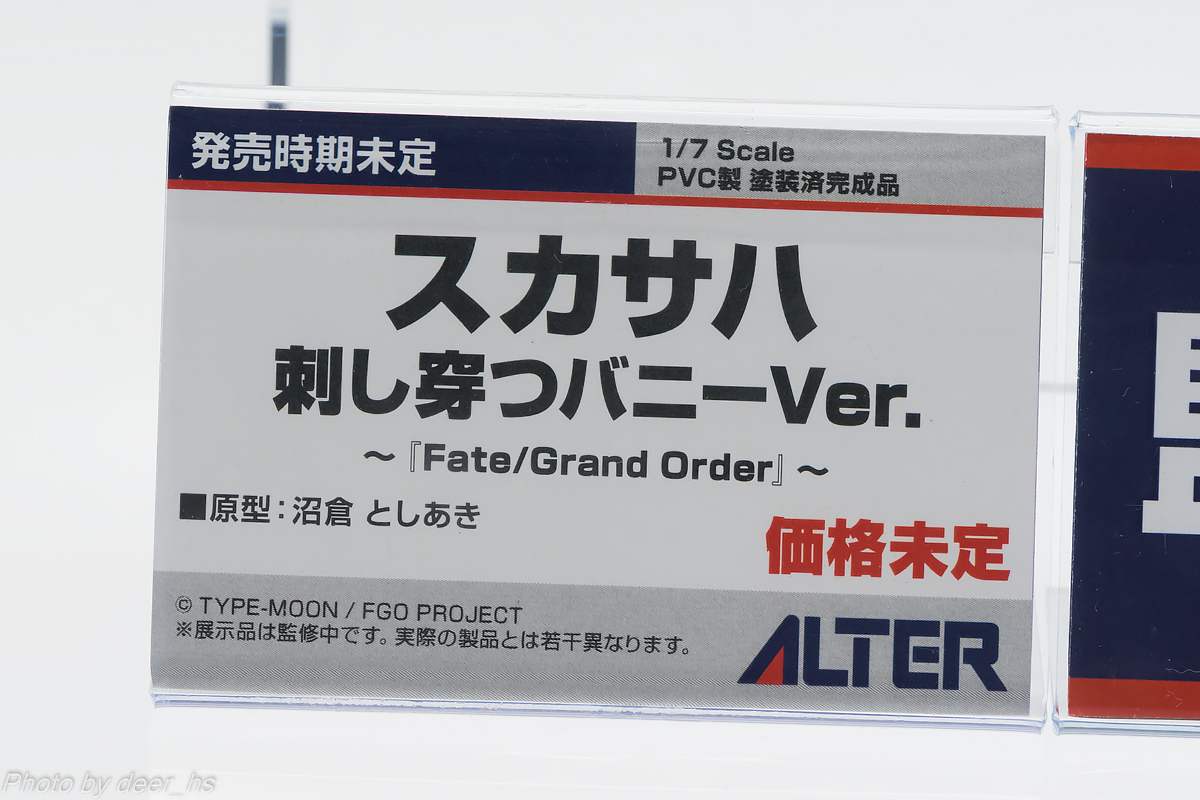 発売時期未定
1/7 Scale
PVC製 塗装済完成品
スカサハ
刺し穿つバニーVer.
～『Fate/Grand Order』～
■原型：沼倉 としあき
価格未定
© TYPE-MOON / FGO PROJECT
※展示品は監修中です。実際の製品とは若干異なります。
ALTER
Photo by deer_hs